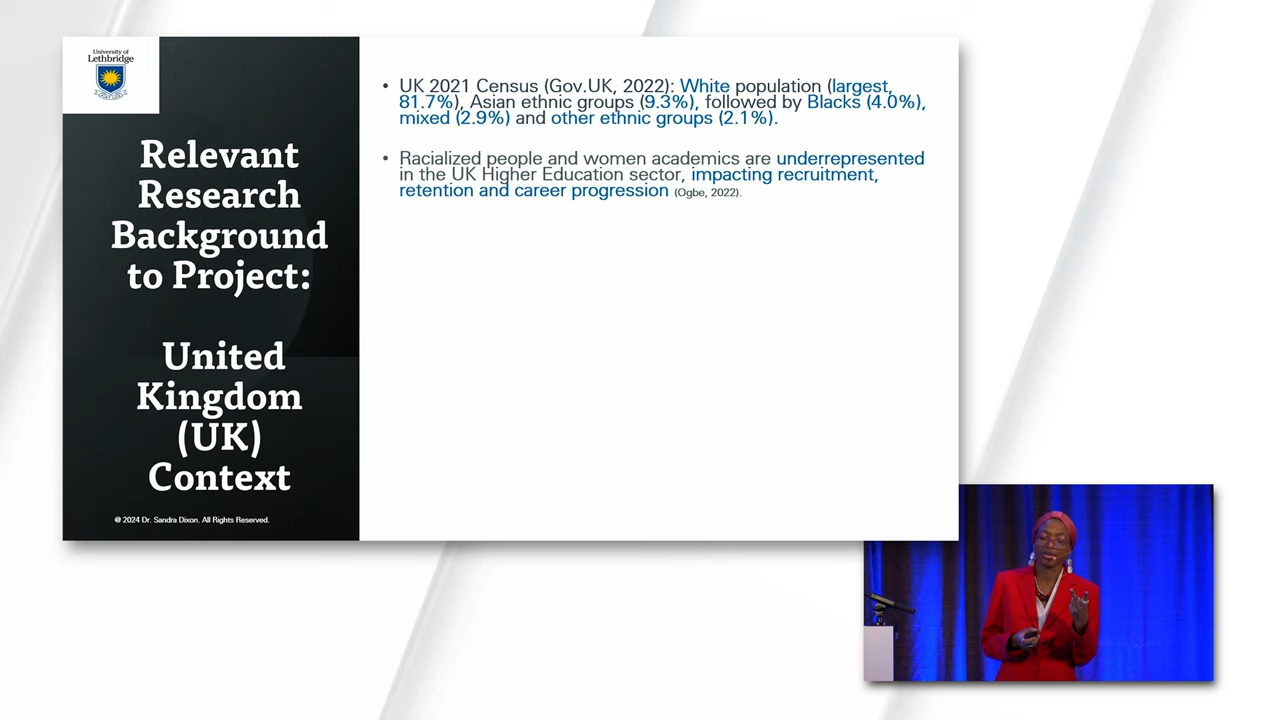 University of
Lethbridge
Relevant
Research
Background
to Project:
United
Kingdom
(UK)
Context
@ 2024 Dr. Sandra Dixon. All Rights Reserved.
• UK 2021 Census (Gov.UK, 2022): White population (largest,
81.7%), Asian ethnic groups (9.3%), followed by Blacks (4.0%),
mixed (2.9%) and other ethnic groups (2.1%).
• Racialized people and women academics are underrepresented
in the UK Higher Education sector, impacting recruitment,
retention and career progression (Ogbe, 2022).